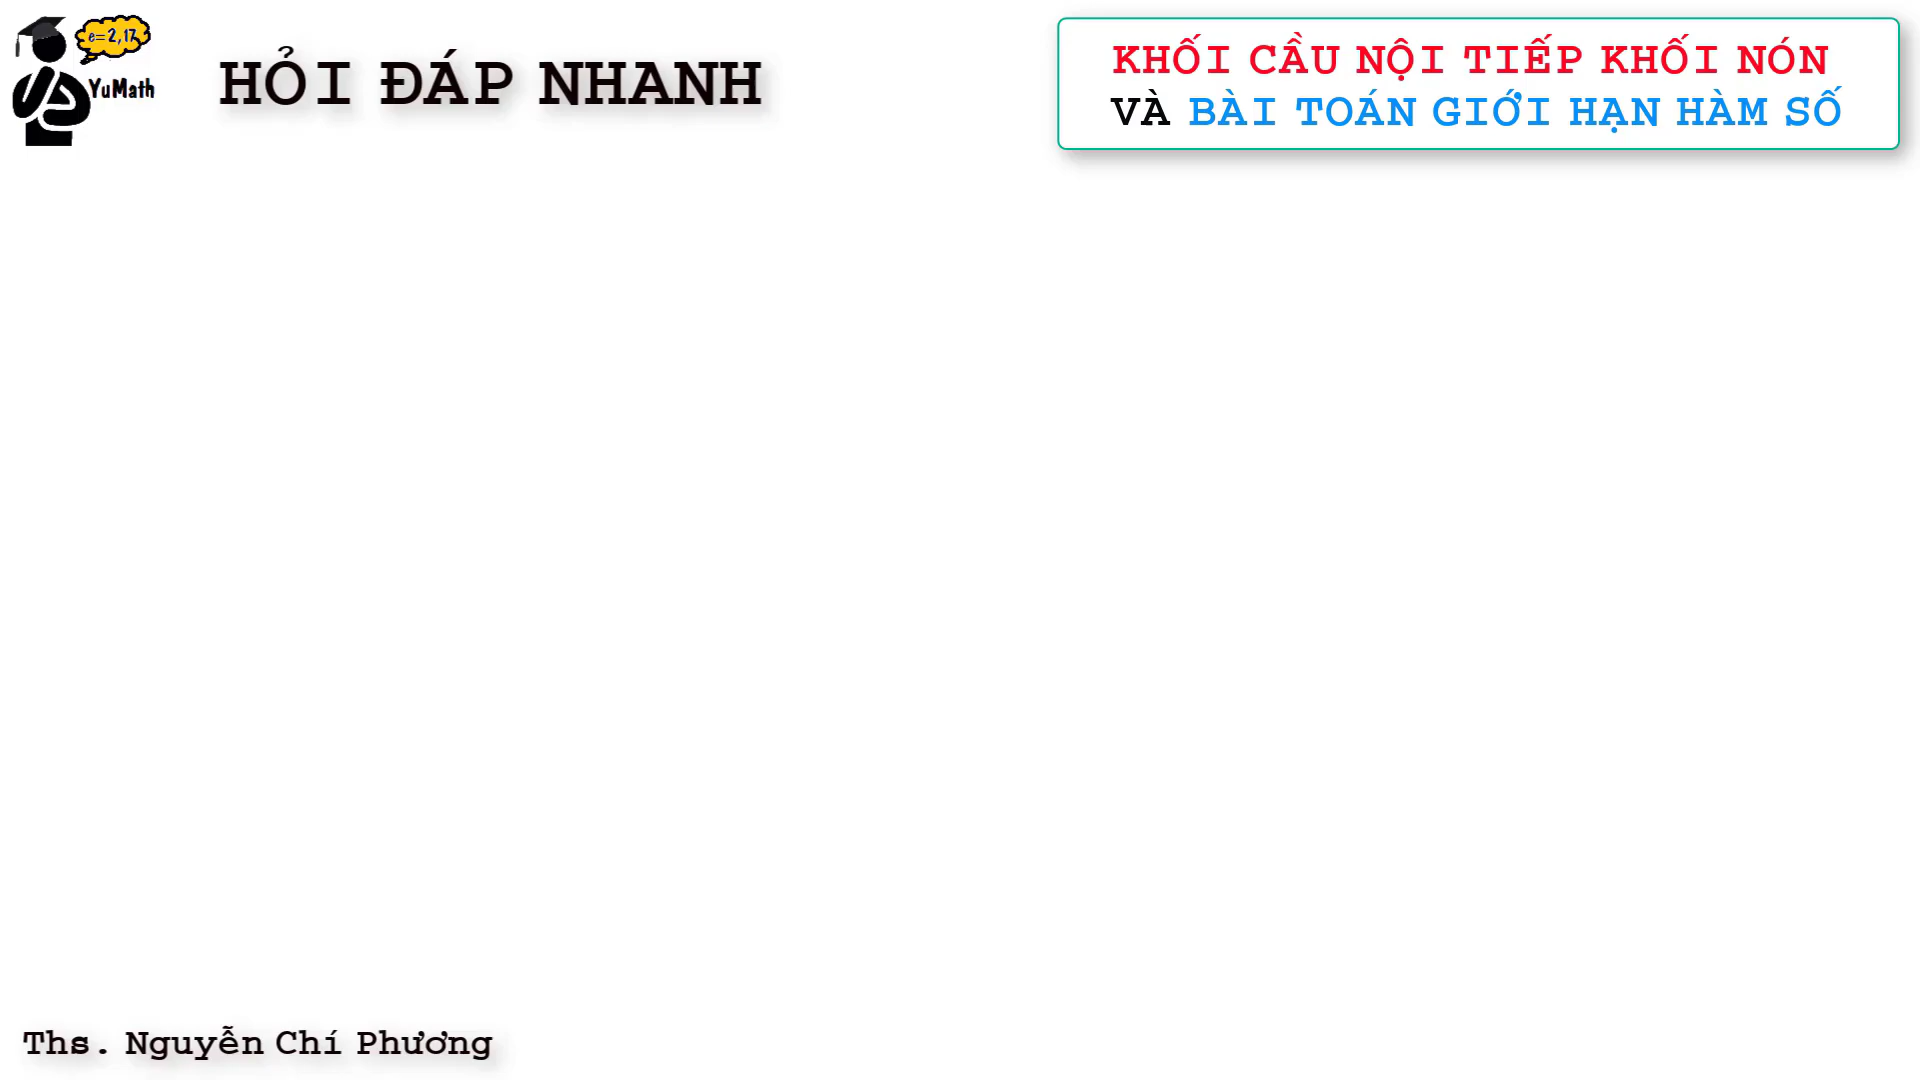 e=2,17
YuMath
HỎI ĐÁP NHANH
KHỐI CẦU NỘI TIẾP KHỐI NÓN
VÀ BÀI TOÁN GIỚI HẠN HÀM SỐ
Ths. Nguyễn Chí Phương